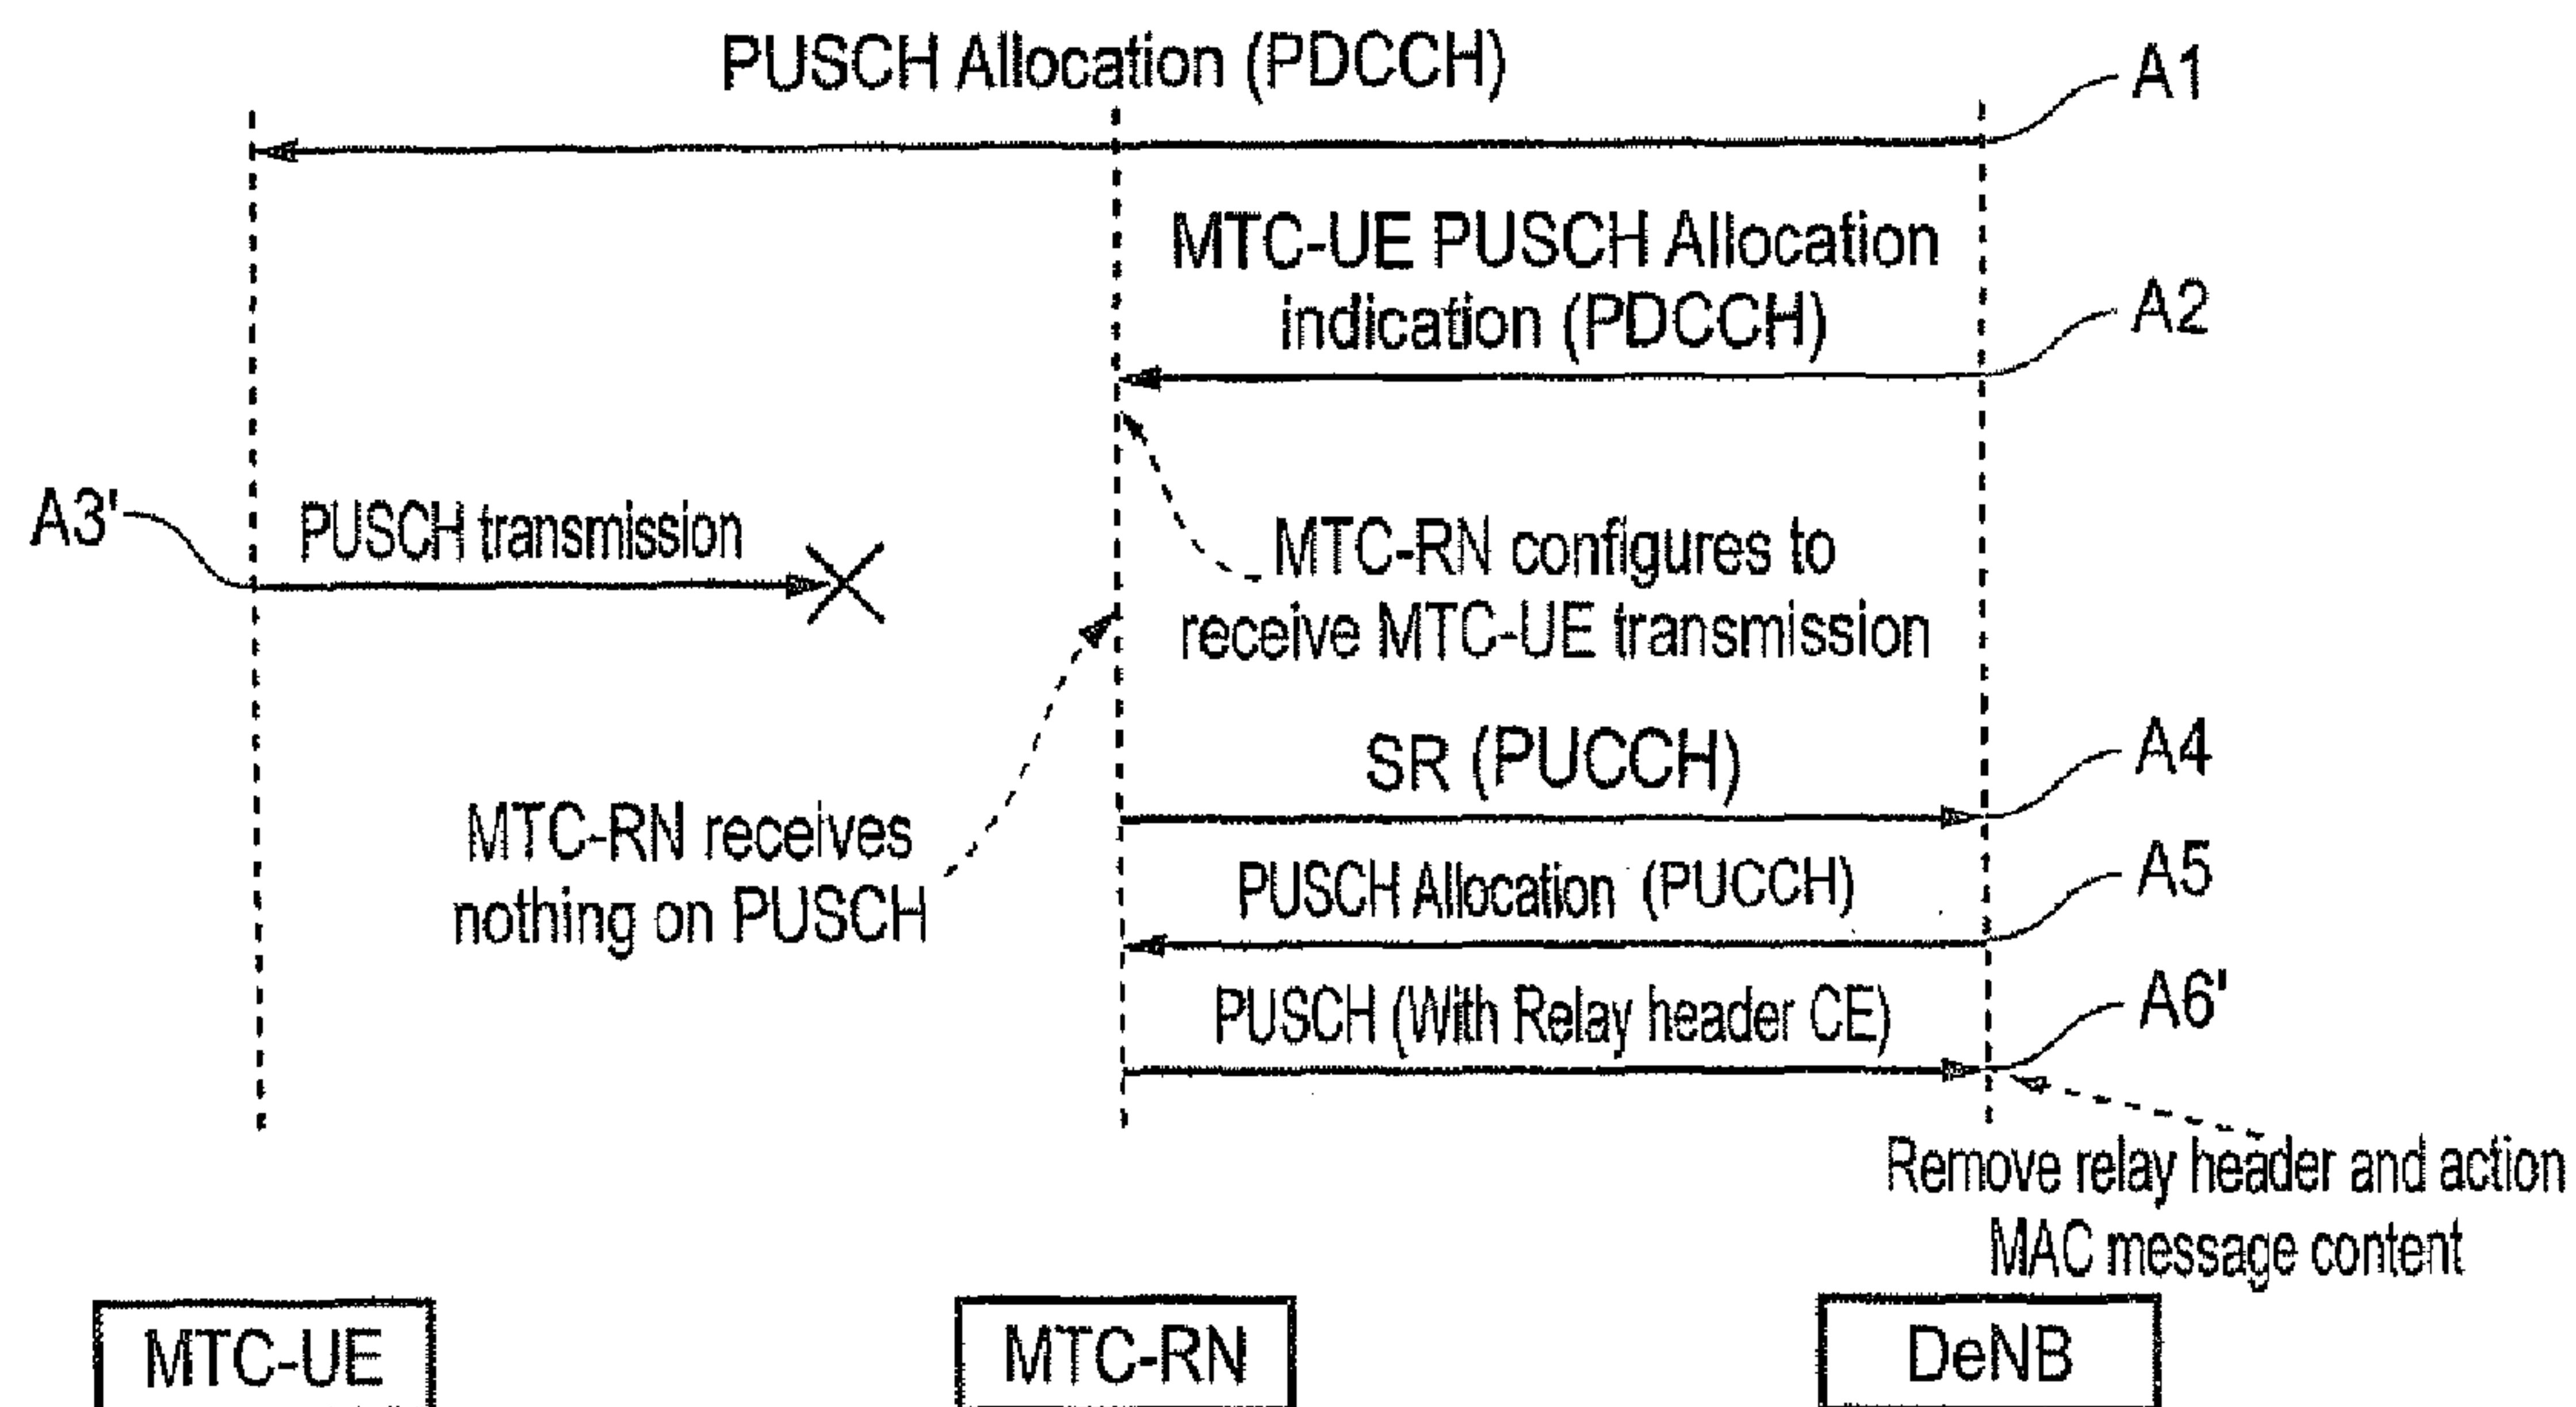 PUSCH Allocation (PDCCH)
A1
MTC-UE PUSCH Allocation
indication (PDCCH)
A2
A3'
PUSCH transmission
MTC-RN configures to
receive MTC-UE transmission
MTC-RN receives
nothing on PUSCH
SR (PUCCH)
A4
PUSCH Allocation (PUCCH)
A5
PUSCH (With Relay header CE)
A6'
Remove relay header and action
MAC message content
MTC-UE
MTC-RN
DeNB